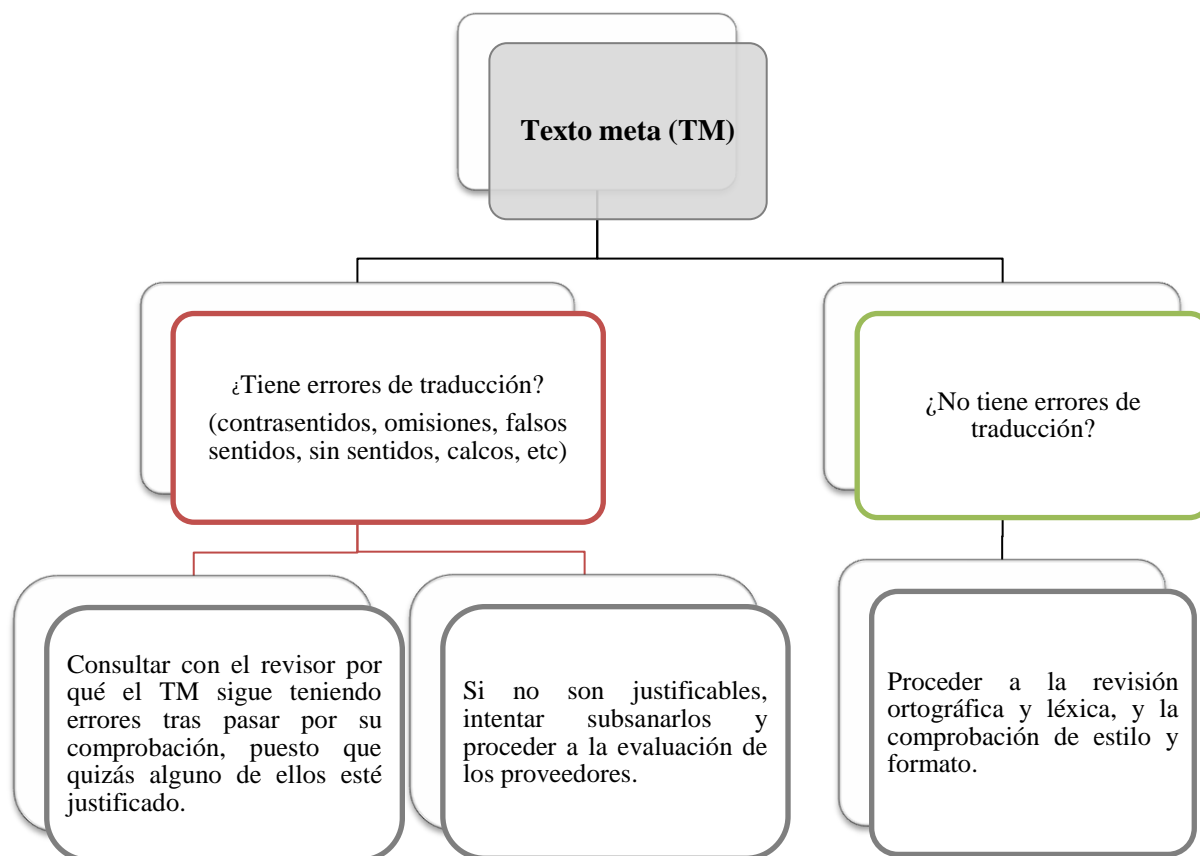 Texto meta (TM)
¿Tiene errores de traducción?
(contrasentidos, omisiones, falsos
sentidos, sin sentidos, calcos, etc)
¿No tiene errores de
traducción?
Consultar con el revisor por
qué el TM sigue teniendo
errores tras pasar por su
comprobación, puesto que
quizás alguno de ellos esté
justificado.
Si no son justificables,
intentar subsanarlos y
proceder a la evaluación de
los proveedores.
Proceder a la revisión
ortográfica y léxica, y la
comprobación de estilo y
formato.